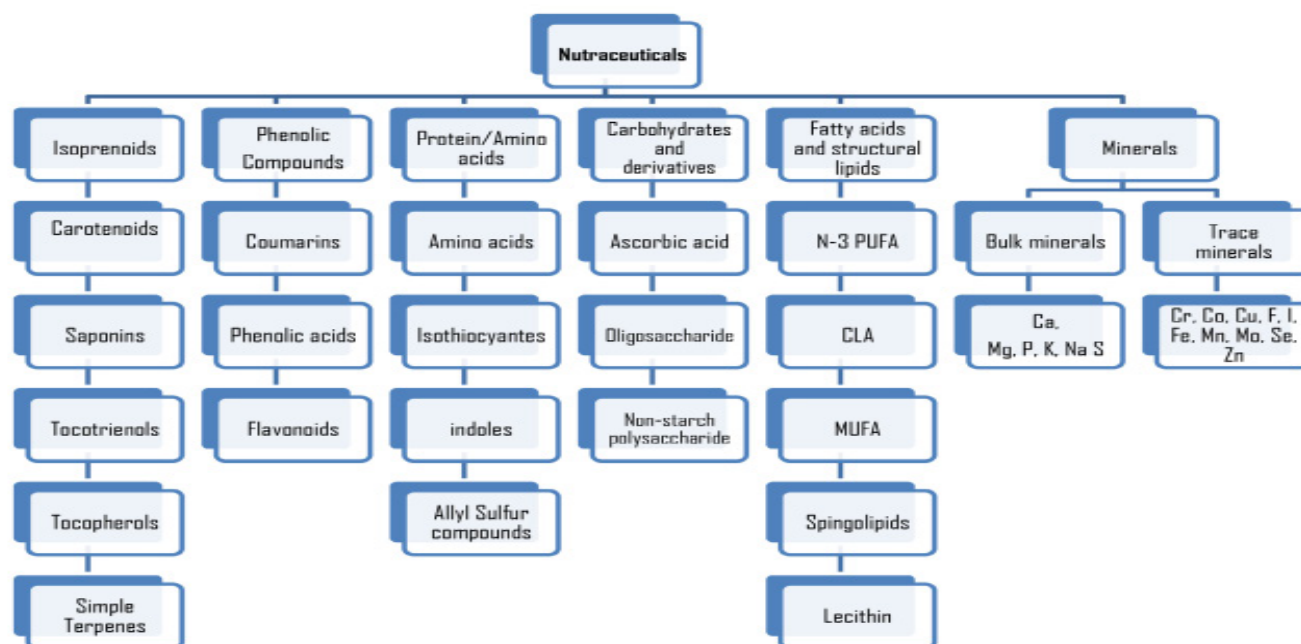 Nutraceuticals
Isoprenoids
Phenolic
Compounds
Protein/Amino
acids
Carbohydrates
and
derivatives
Fatty acids
and structural
lipids
Minerals
Carotenoids
Coumarins
Amino acids
Ascorbic acid
N-3 PUFA
Bulk minerals
Trace
minerals
Saponins
Phenolic acids
Isothiocyantes
Oligosaccharide
CLA
Ca,
Mg, P, K, Na S
Cr, Co, Cu, F, I,
Fe, Mn, Mo, Se,
Zn
Tocotrienols
Flavonoids
indoles
Non-starch
polysaccharide
MUFA
Tocopherols
Allyl Sulfur
compounds
Spingolipids
Simple
Terpenes
Lecithin